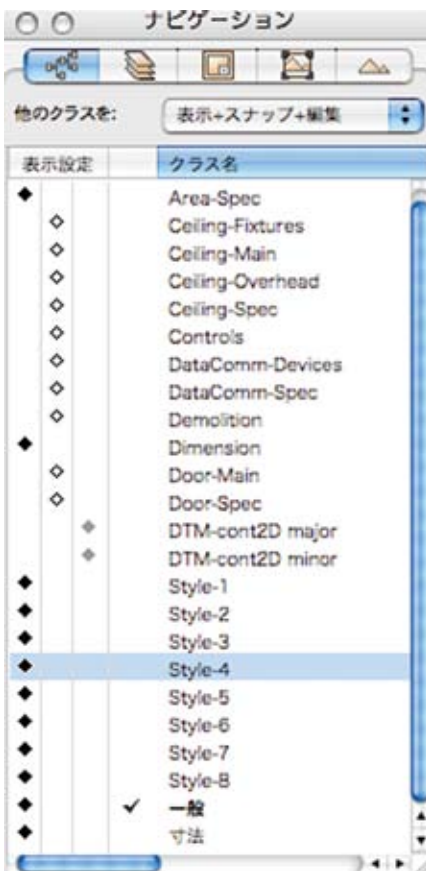 ナビゲーション
他のクラスを: 表示+スナップ+編集
表示設定 クラス名
Area-Spec
Ceiling-Fixtures
Ceiling-Main
Ceiling-Overhead
Ceiling-Spec
Controls
DataComm-Devices
DataComm-Spec
Demolition
Dimension
Door-Main
Door-Spec
DTM-cont2D major
DTM-cont2D minor
Style-1
Style-2
Style-3
Style-4
Style-5
Style-6
Style-7
Style-8
一般
寸法